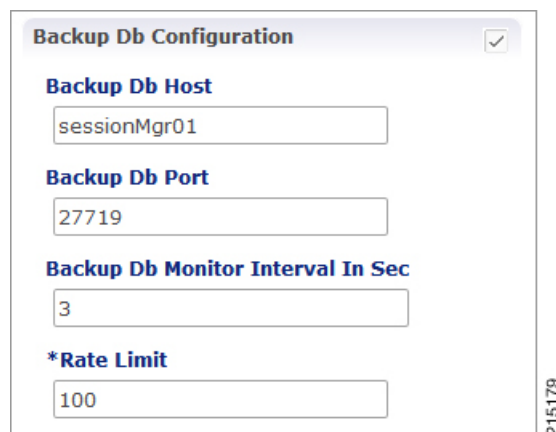 Backup Db Configuration
Backup Db Host
sessionMgr01
Backup Db Port
27719
Backup Db Monitor Interval In Sec
3
*Rate Limit
100
215179